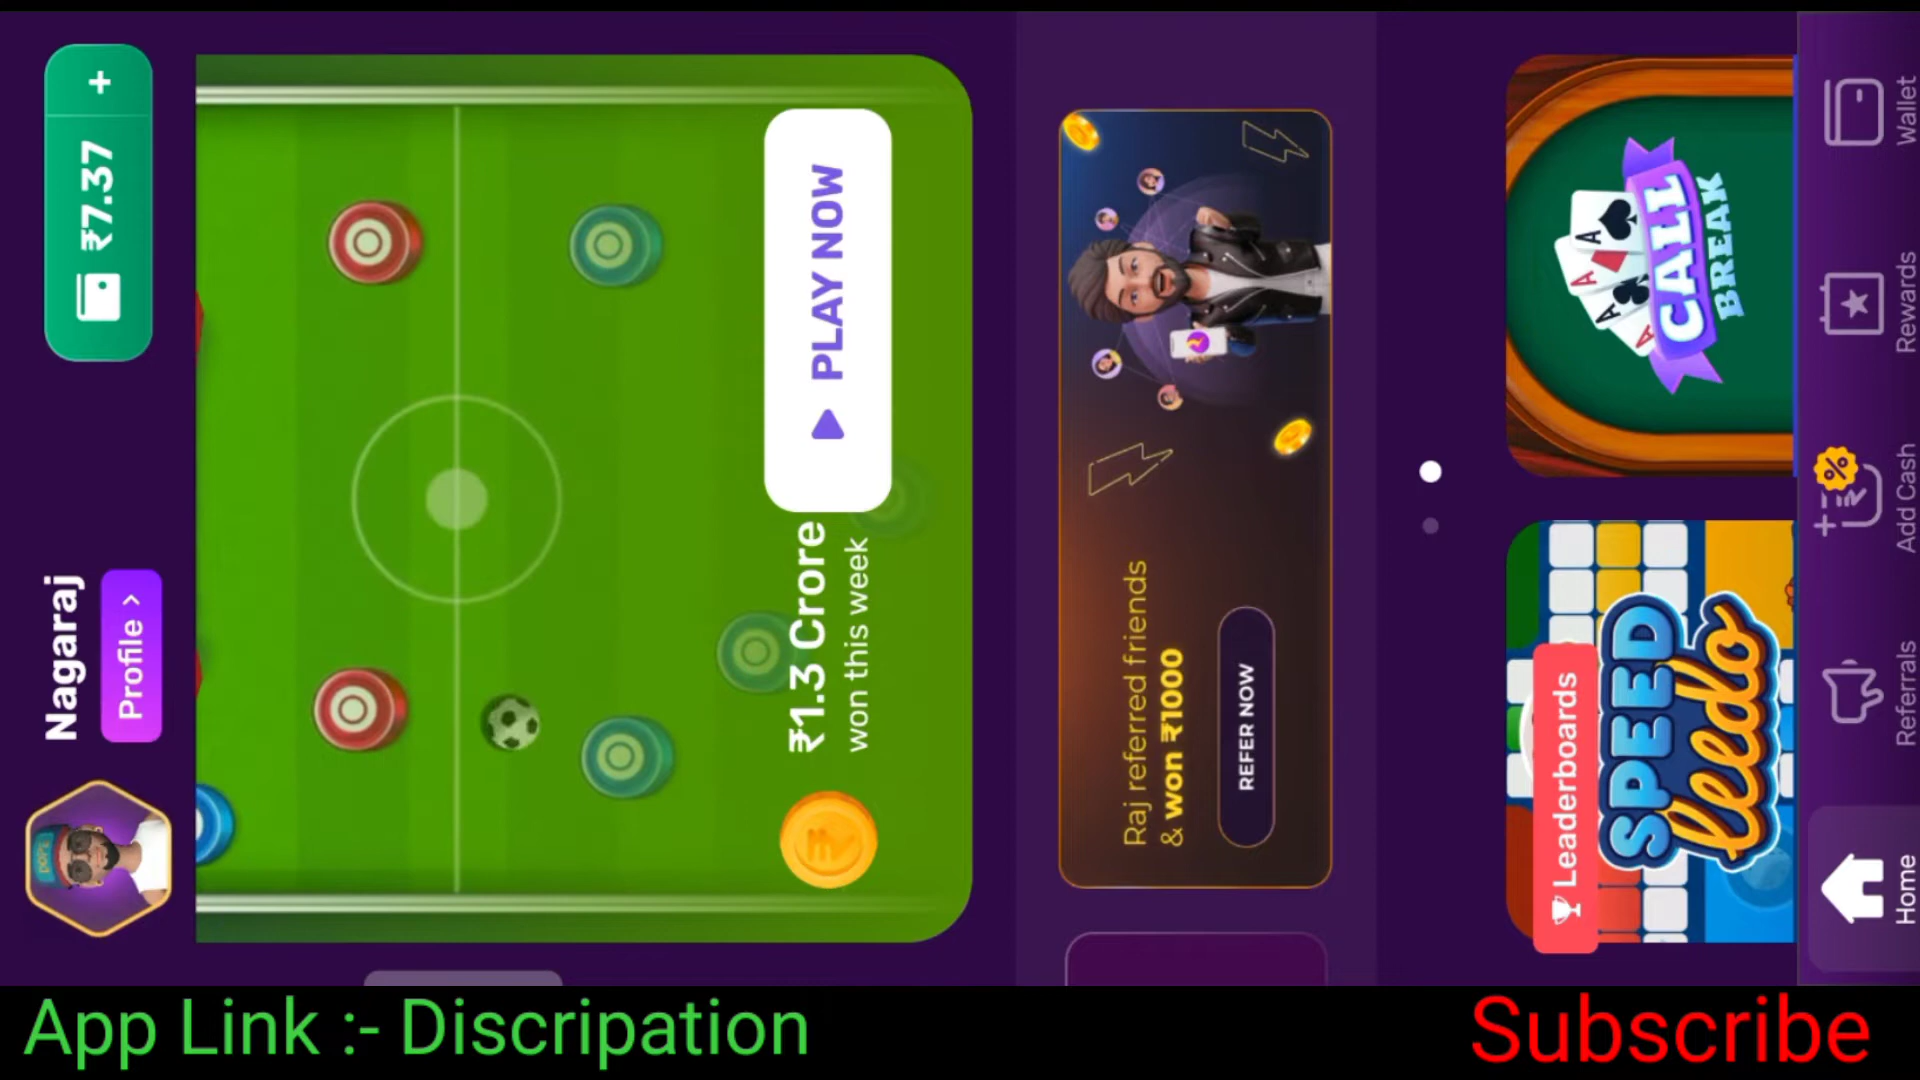 Nagaraj
Profile >
₹7.37 +
₹1.3 Crore
won this week
PLAY NOW
Raj referred friends
& won ₹1000
REFER NOW
Leaderboards
SPEED
leedo
CALL
BREAK
Home
Referrals
Add Cash
Rewards
Wallet
App Link :- Discripation
Subscribe